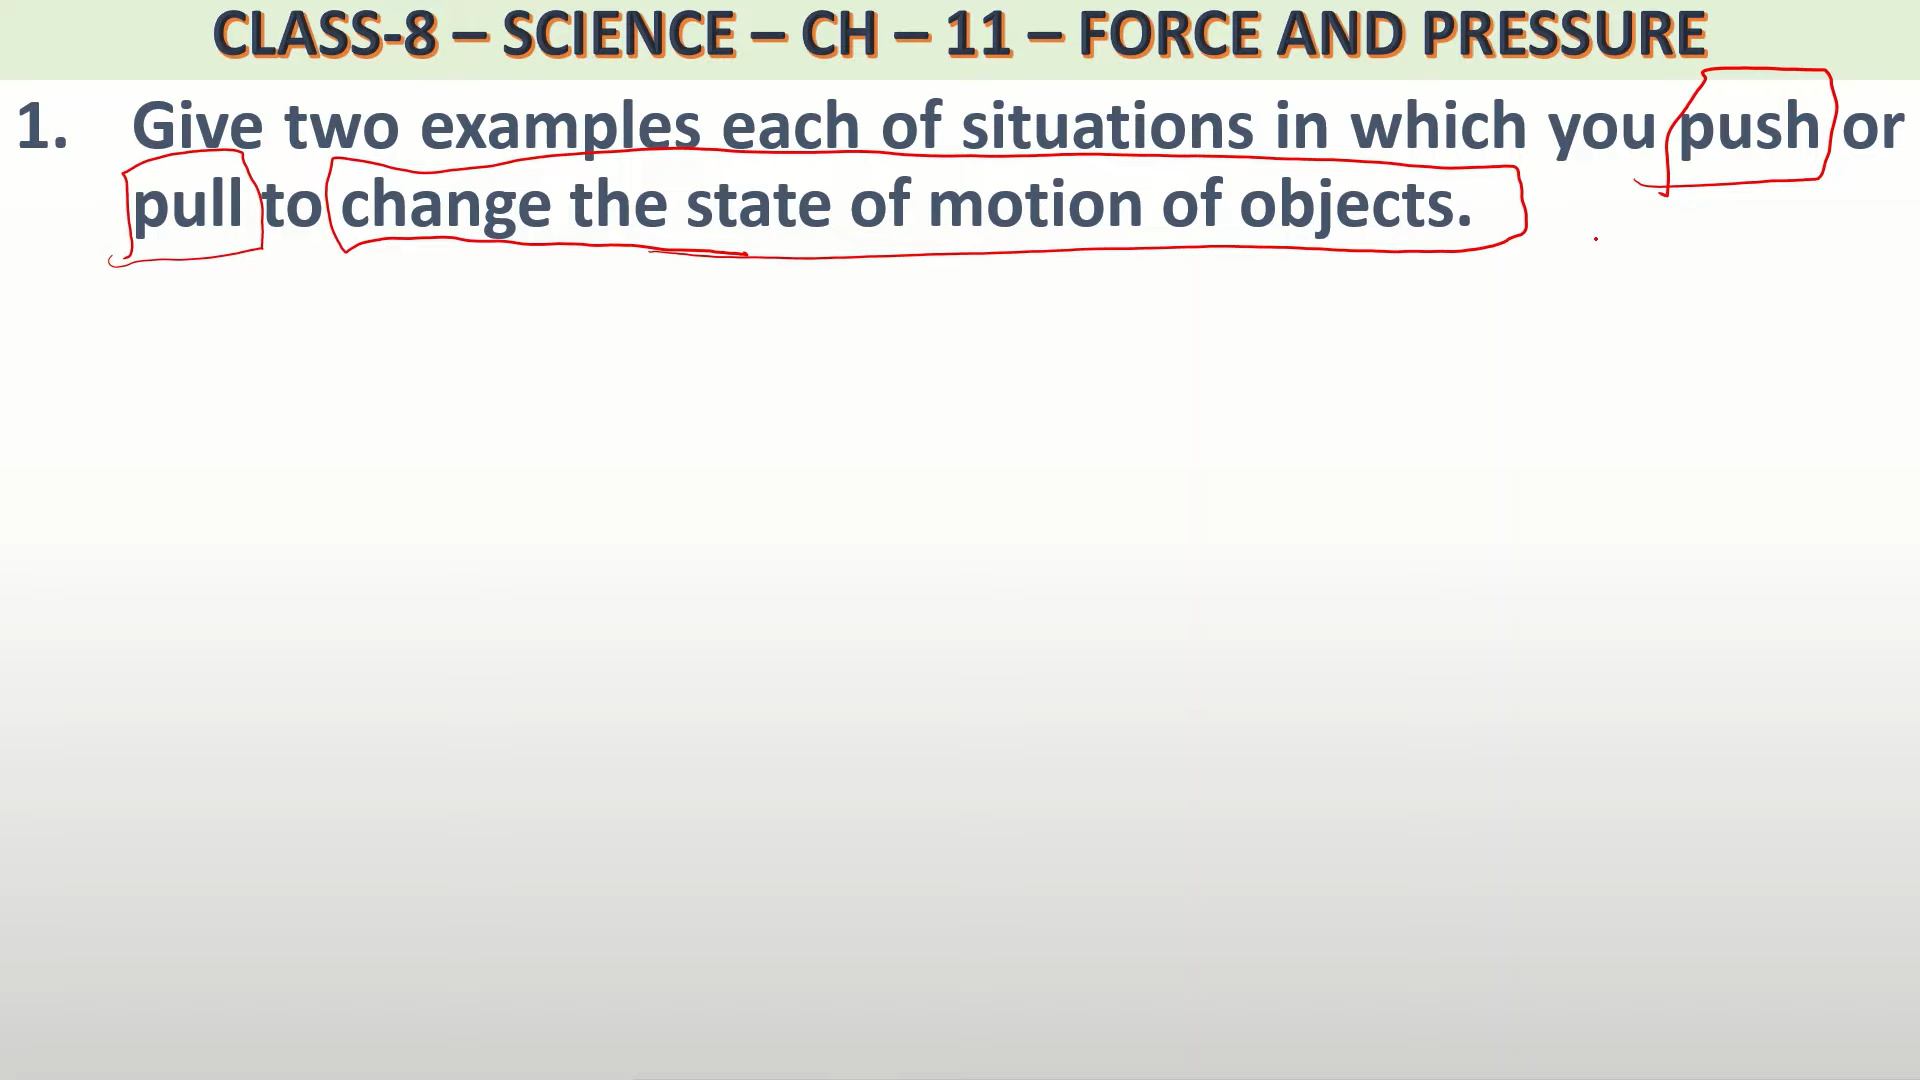 CLASS-8 – SCIENCE – CH – 11 – FORCE AND PRESSURE
1. Give two examples each of situations in which you push or
pull to change the state of motion of objects.